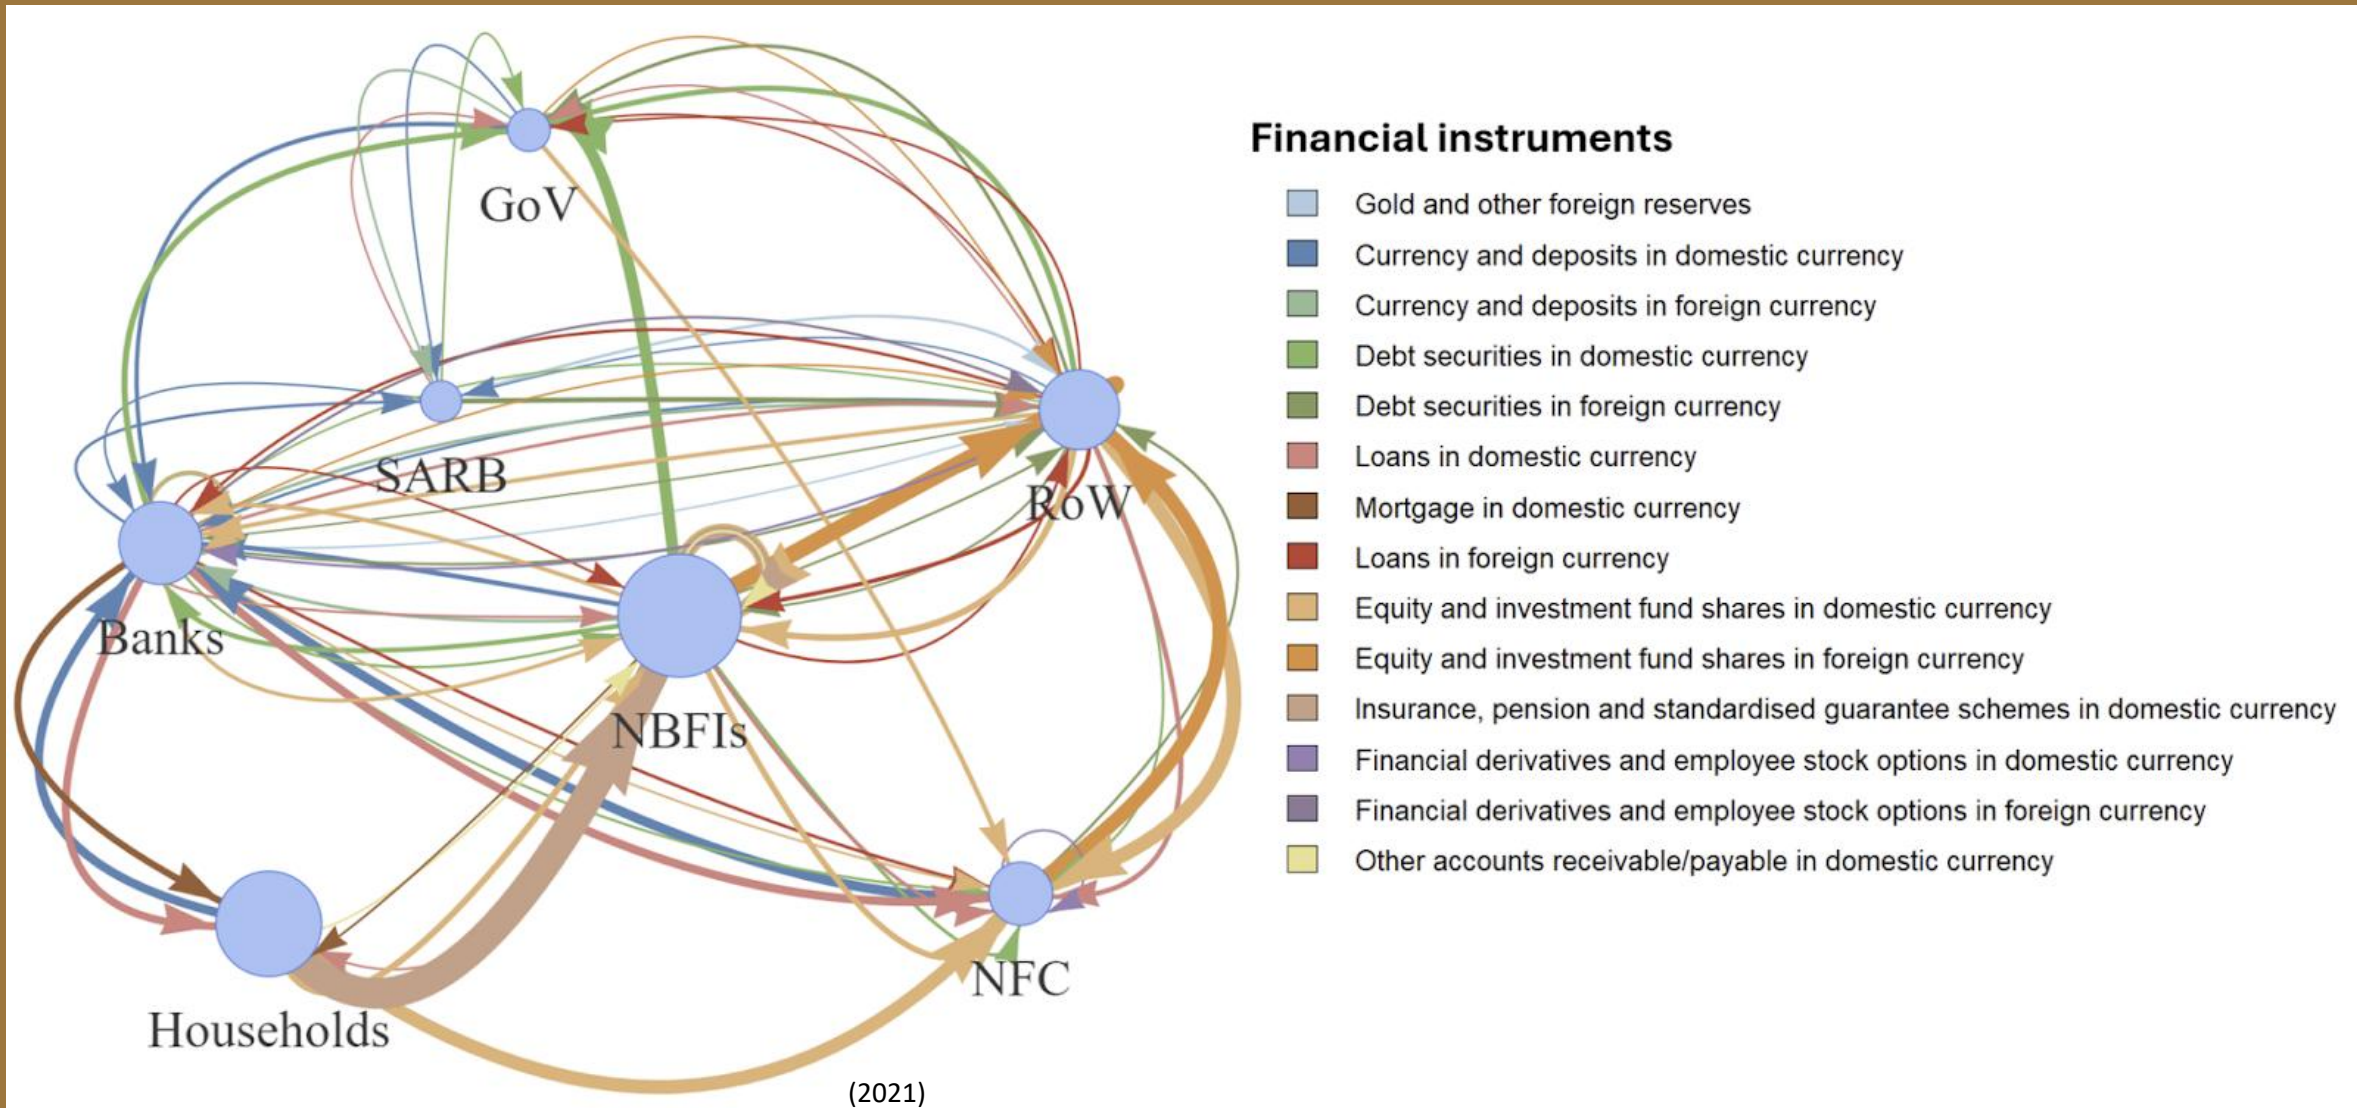 GoV
SARB
RoW
Banks
NBFIs
NFC
Households
(2021)
Financial instruments
Gold and other foreign reserves
Currency and deposits in domestic currency
Currency and deposits in foreign currency
Debt securities in domestic currency
Debt securities in foreign currency
Loans in domestic currency
Mortgage in domestic currency
Loans in foreign currency
Equity and investment fund shares in domestic currency
Equity and investment fund shares in foreign currency
Insurance, pension and standardised guarantee schemes in domestic currency
Financial derivatives and employee stock options in domestic currency
Financial derivatives and employee stock options in foreign currency
Other accounts receivable/payable in domestic currency